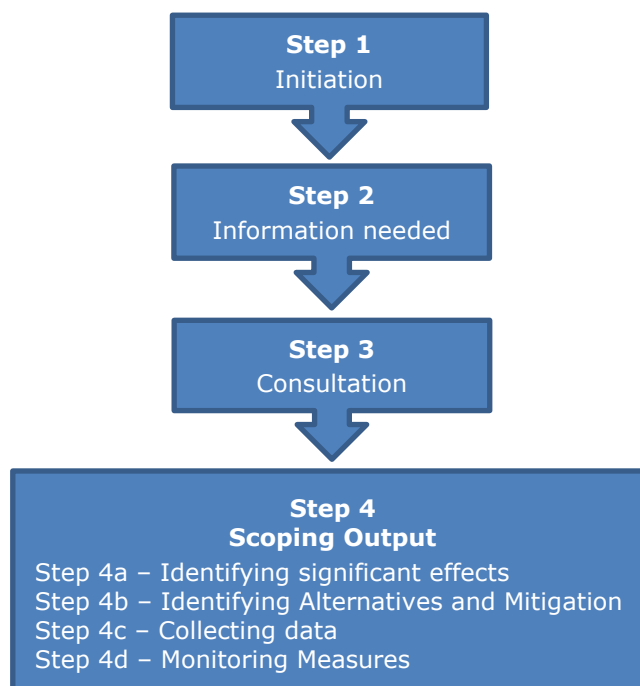 Step 1
Initiation
Step 2
Information needed
Step 3
Consultation
Step 4
Scoping Output
Step 4a – Identifying significant effects
Step 4b – Identifying Alternatives and Mitigation
Step 4c – Collecting data
Step 4d – Monitoring Measures